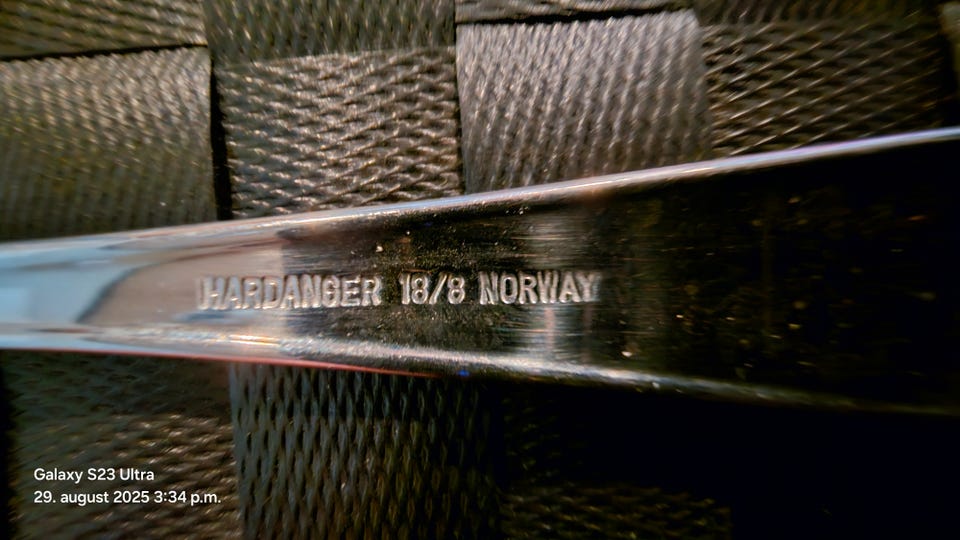 HARDANGER 18/8 NORWAY
Galaxy S23 Ultra
29. august 2025 3:34 p.m.